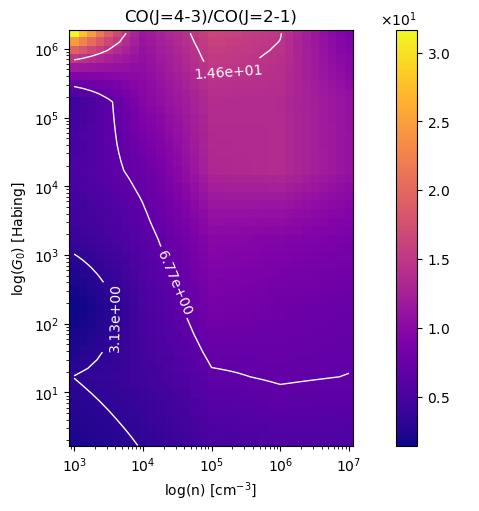 CO(J=4-3)/CO(J=2-1)
×10¹
10⁶
10⁵
10⁴
10³
10²
10¹
log(G₀) [Habing]
1.46e+01
6.77e+00
3.13e+00
3.0
2.5
2.0
1.5
1.0
0.5
10³ 10⁴ 10⁵ 10⁶ 10⁷
log(n) [cm⁻³]